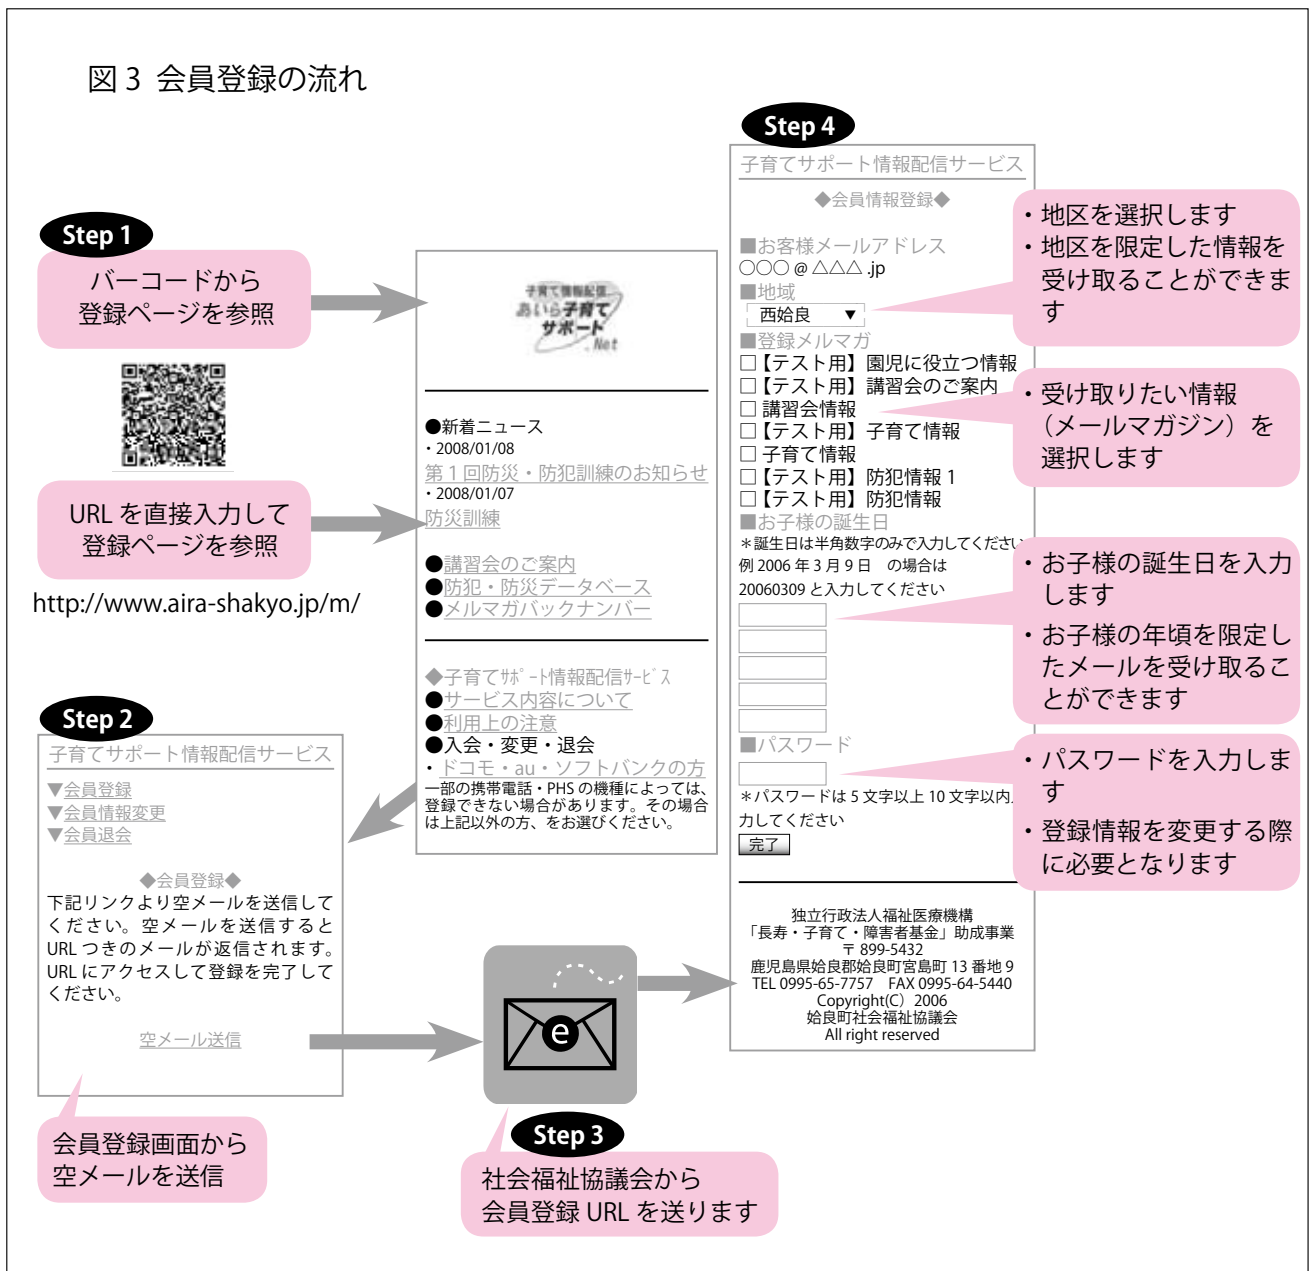 図 3 会員登録の流れ
Step 1
バーコードから
登録ページを参照
URL を直接入力して
登録ページを参照
http://www.aira-shakyo.jp/m/
子育て情報配信
あいら子育て
サポート
.Net
●新着ニュース
・2008/01/08
第 1 回防災・防犯訓練のお知らせ
・2008/01/07
防災訓練
●講習会のご案内
●防犯・防災データベース
●メルマガバックナンバー
◆子育てｻﾎﾟｰﾄ情報配信ｻｰﾋﾞｽ
●サービス内容について
●利用上の注意
●入会・変更・退会
・ドコモ・au・ソフトバンクの方
一部の携帯電話・PHS の機種によっては、
登録できない場合があります。その場合
は上記以外の方、をお選びください。
Step 2
子育てサポート情報配信サービス
▼会員登録
▼会員情報変更
▼会員退会
◆会員登録◆
下記リンクより空メールを送信して
ください。空メールを送信すると
URL つきのメールが返信されます。
URL にアクセスして登録を完了して
ください。
空メール送信
会員登録画面から
空メールを送信
e
Step 3
社会福祉協議会から
会員登録 URL を送ります
Step 4
子育てサポート情報配信サービス
◆会員情報登録◆
■お客様メールアドレス
○○○ @ △△△ .jp
■地域
西姶良 ▼
■登録メルマガ
□【テスト用】園児に役立つ情報
□【テスト用】講習会のご案内
□ 講習会情報
□【テスト用】子育て情報
□ 子育て情報
□【テスト用】防犯情報 1
□【テスト用】防犯情報
■お子様の誕生日
＊誕生日は半角数字のみで入力してください
例 2006 年 3 月 9 日　の場合は
20060309 と入力してください
■パスワード
＊パスワードは 5 文字以上 10 文字以内
力してください
完了
独立行政法人福祉医療機構
「長寿・子育て・障害者基金」助成事業
〒 899-5432
鹿児島県姶良郡姶良町宮島町 13 番地 9
TEL 0995-65-7757　FAX 0995-64-5440
Copyright(C) 2006
姶良町社会福祉協議会
All right reserved
・地区を選択します
・地区を限定した情報を
受け取ることができま
す
・受け取りたい情報
（メールマガジン）を
選択します
・お子様の誕生日を入力
します
・お子様の年頃を限定し
たメールを受け取るこ
とができます
・パスワードを入力しま
す
・登録情報を変更する際
に必要となります